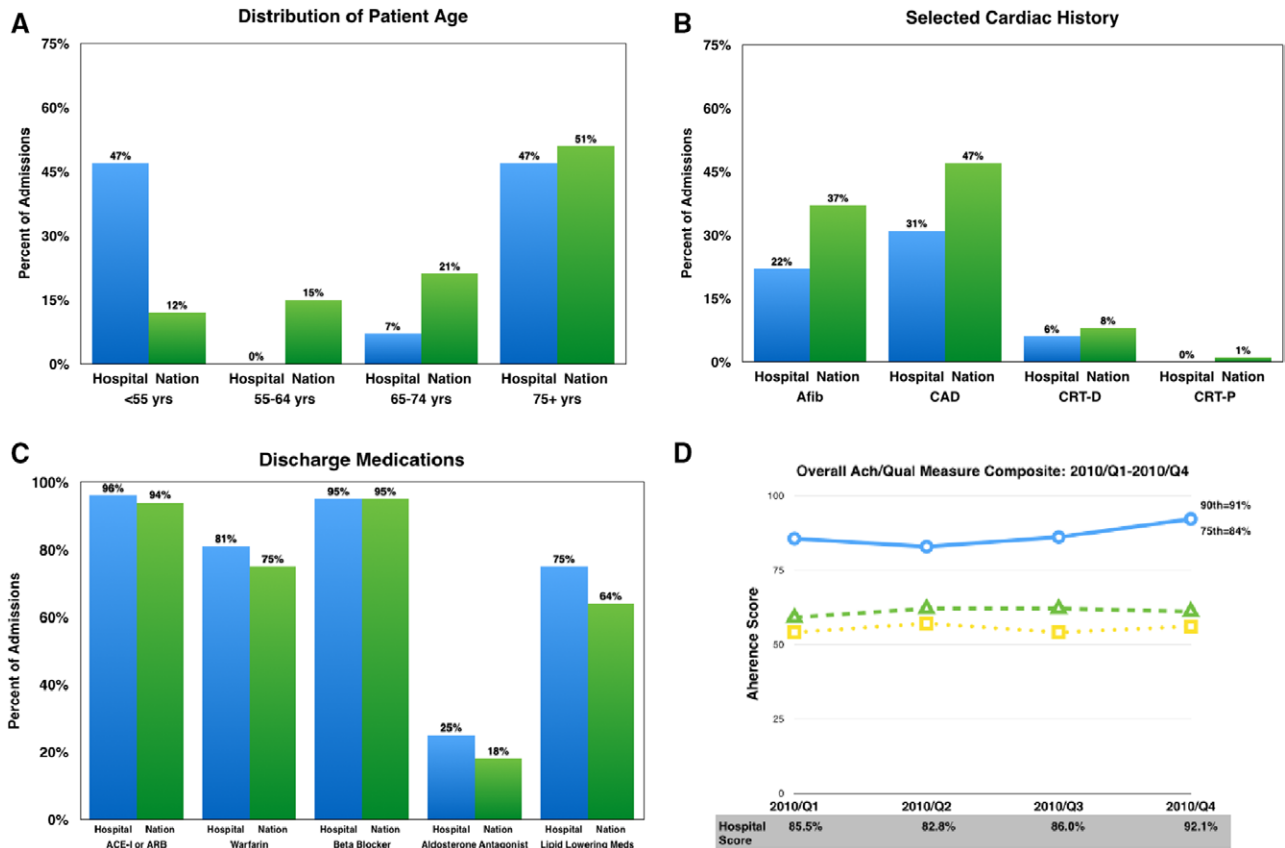 A
Distribution of Patient Age
Percent of Admissions
75%
60%
45%
30%
15%
0%
47%
12%
0%
15%
7%
21%
47%
51%
Hospital Nation Hospital Nation Hospital Nation Hospital Nation
<55 yrs 55-64 yrs 65-74 yrs 75+ yrs
B
Selected Cardiac History
Percent of Admissions
75%
60%
45%
30%
15%
0%
22%
37%
31%
47%
6%
8%
0%
1%
Hospital Nation Hospital Nation Hospital Nation Hospital Nation
Afib CAD CRT-D CRT-P
C
Discharge Medications
Percent of Admissions
100%
80%
60%
40%
20%
0%
96%
94%
81%
75%
95%
95%
25%
18%
75%
64%
Hospital Nation Hospital Nation Hospital Nation Hospital Nation Hospital Nation
ACE-I or ARB Warfarin Beta Blocker Aldosterone Antagonist Lipid Lowering Meds
D
Overall Ach/Qual Measure Composite: 2010/Q1-2010/Q4
Aherence Score
100
75
50
25
0
90th=91%
75th=84%
2010/Q1 2010/Q2 2010/Q3 2010/Q4
Hospital Score 85.5% 82.8% 86.0% 92.1%